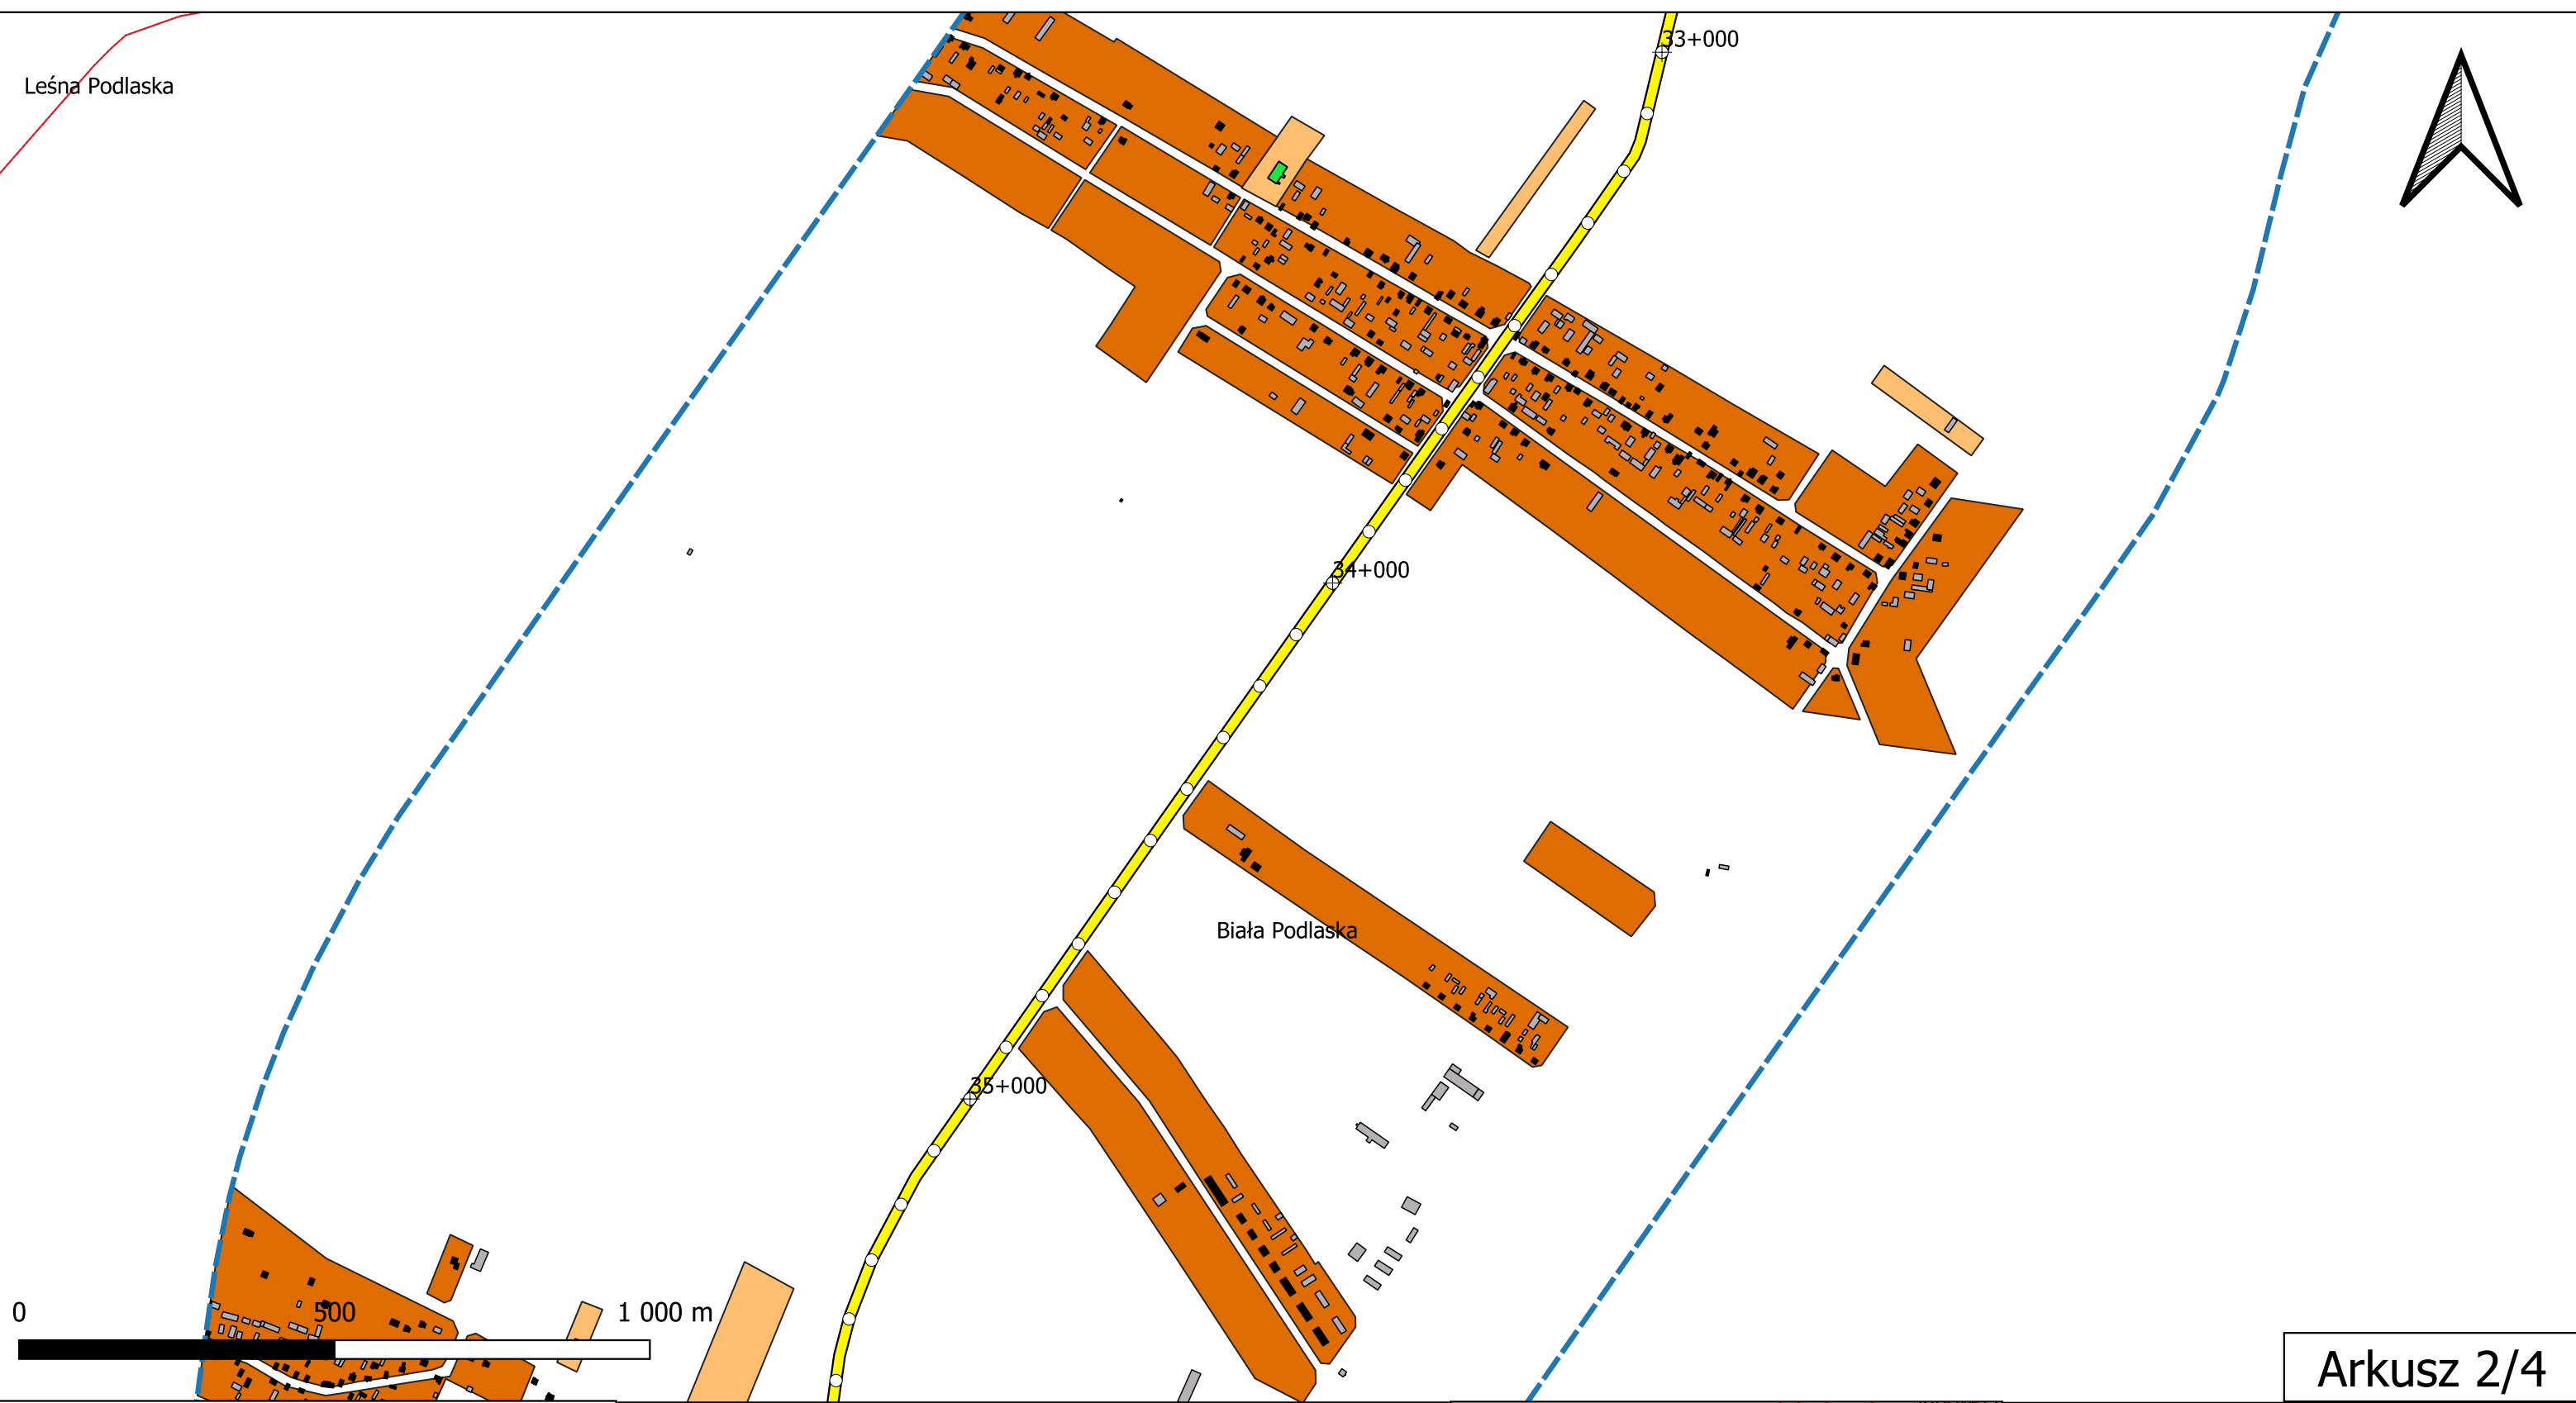 33+000
Leśna Podlaska
34+000
Biała Podlaska
35+000
0 500 1 000 m
Arkusz 2/4